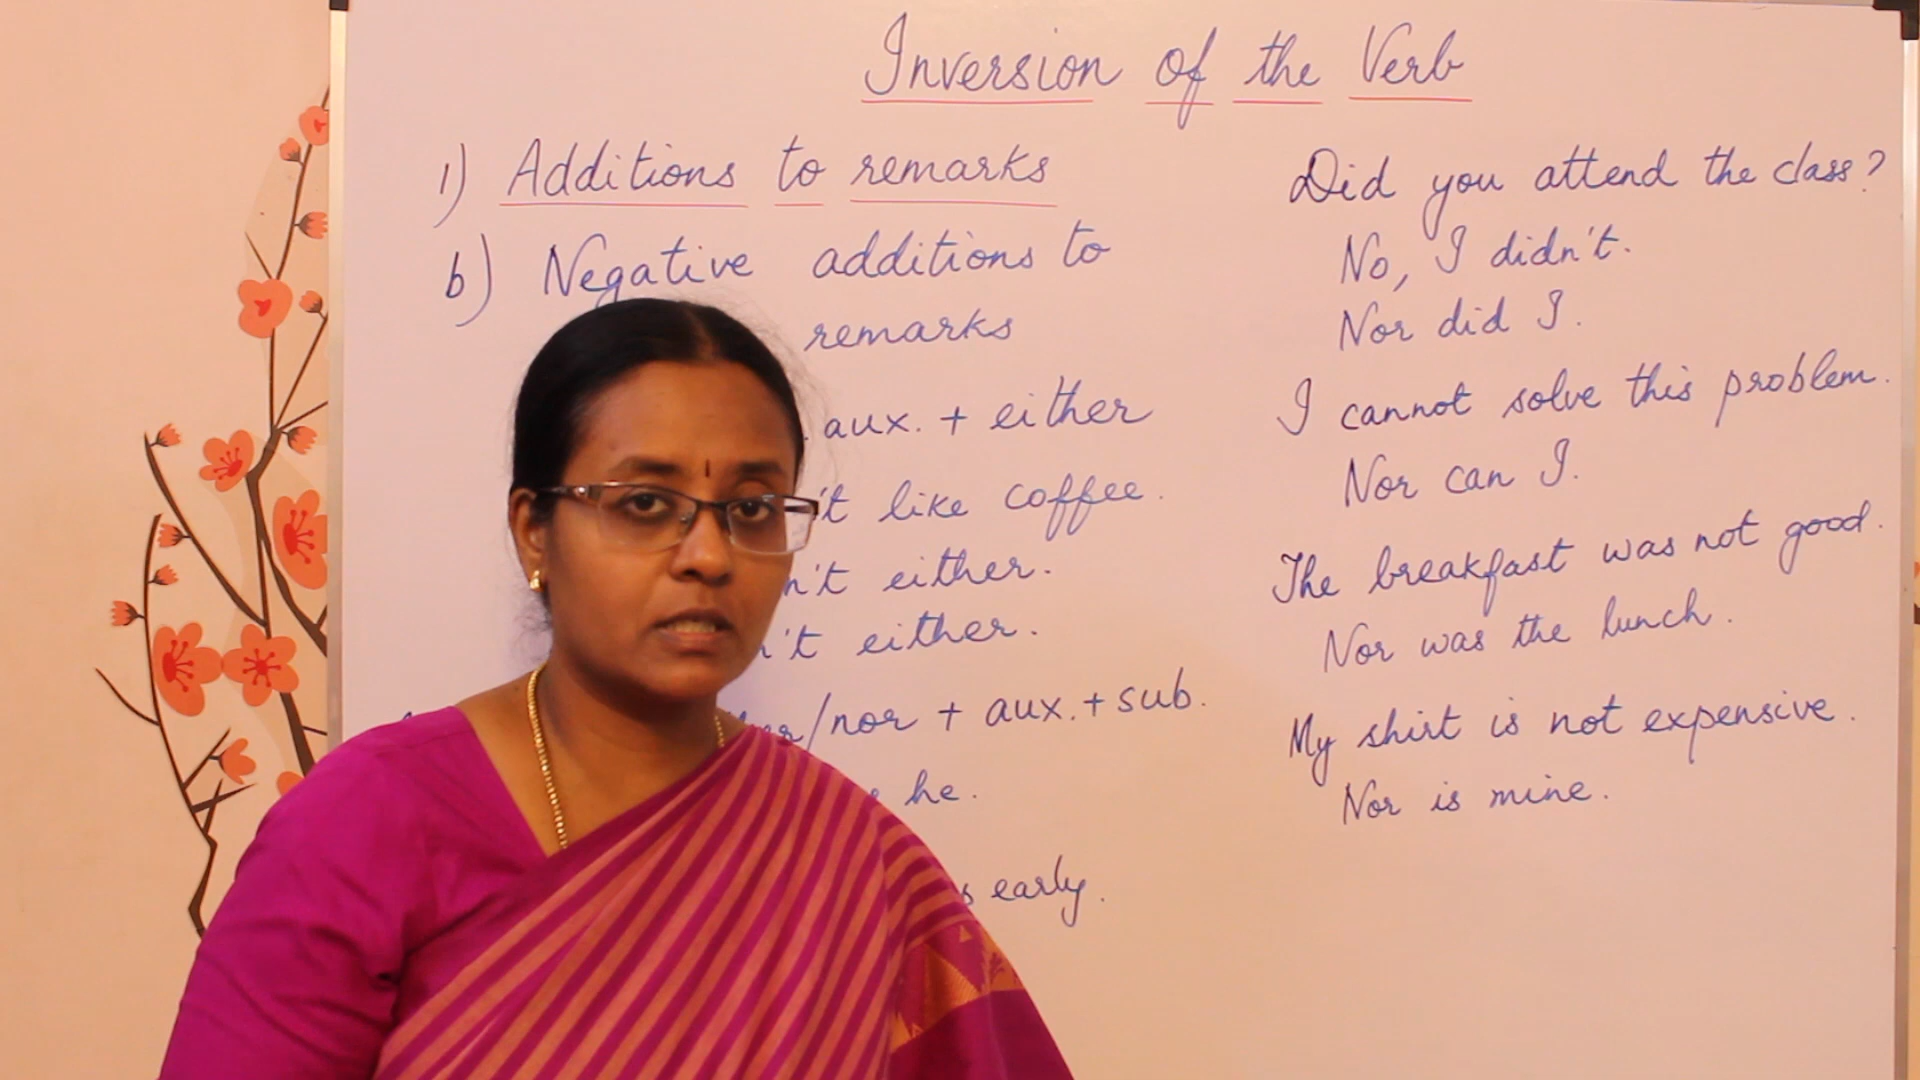 Inversion of the Verb
1) Additions to remarks
b) Negative additions to
remarks
aux. + either
like coffee.
either.
either.
/nor + aux. + sub.
he.
early.
Did you attend the class?
No, I didn't.
Nor did I.
I cannot solve this problem.
Nor can I.
The breakfast was not good.
Nor was the lunch.
My shirt is not expensive.
Nor is mine.